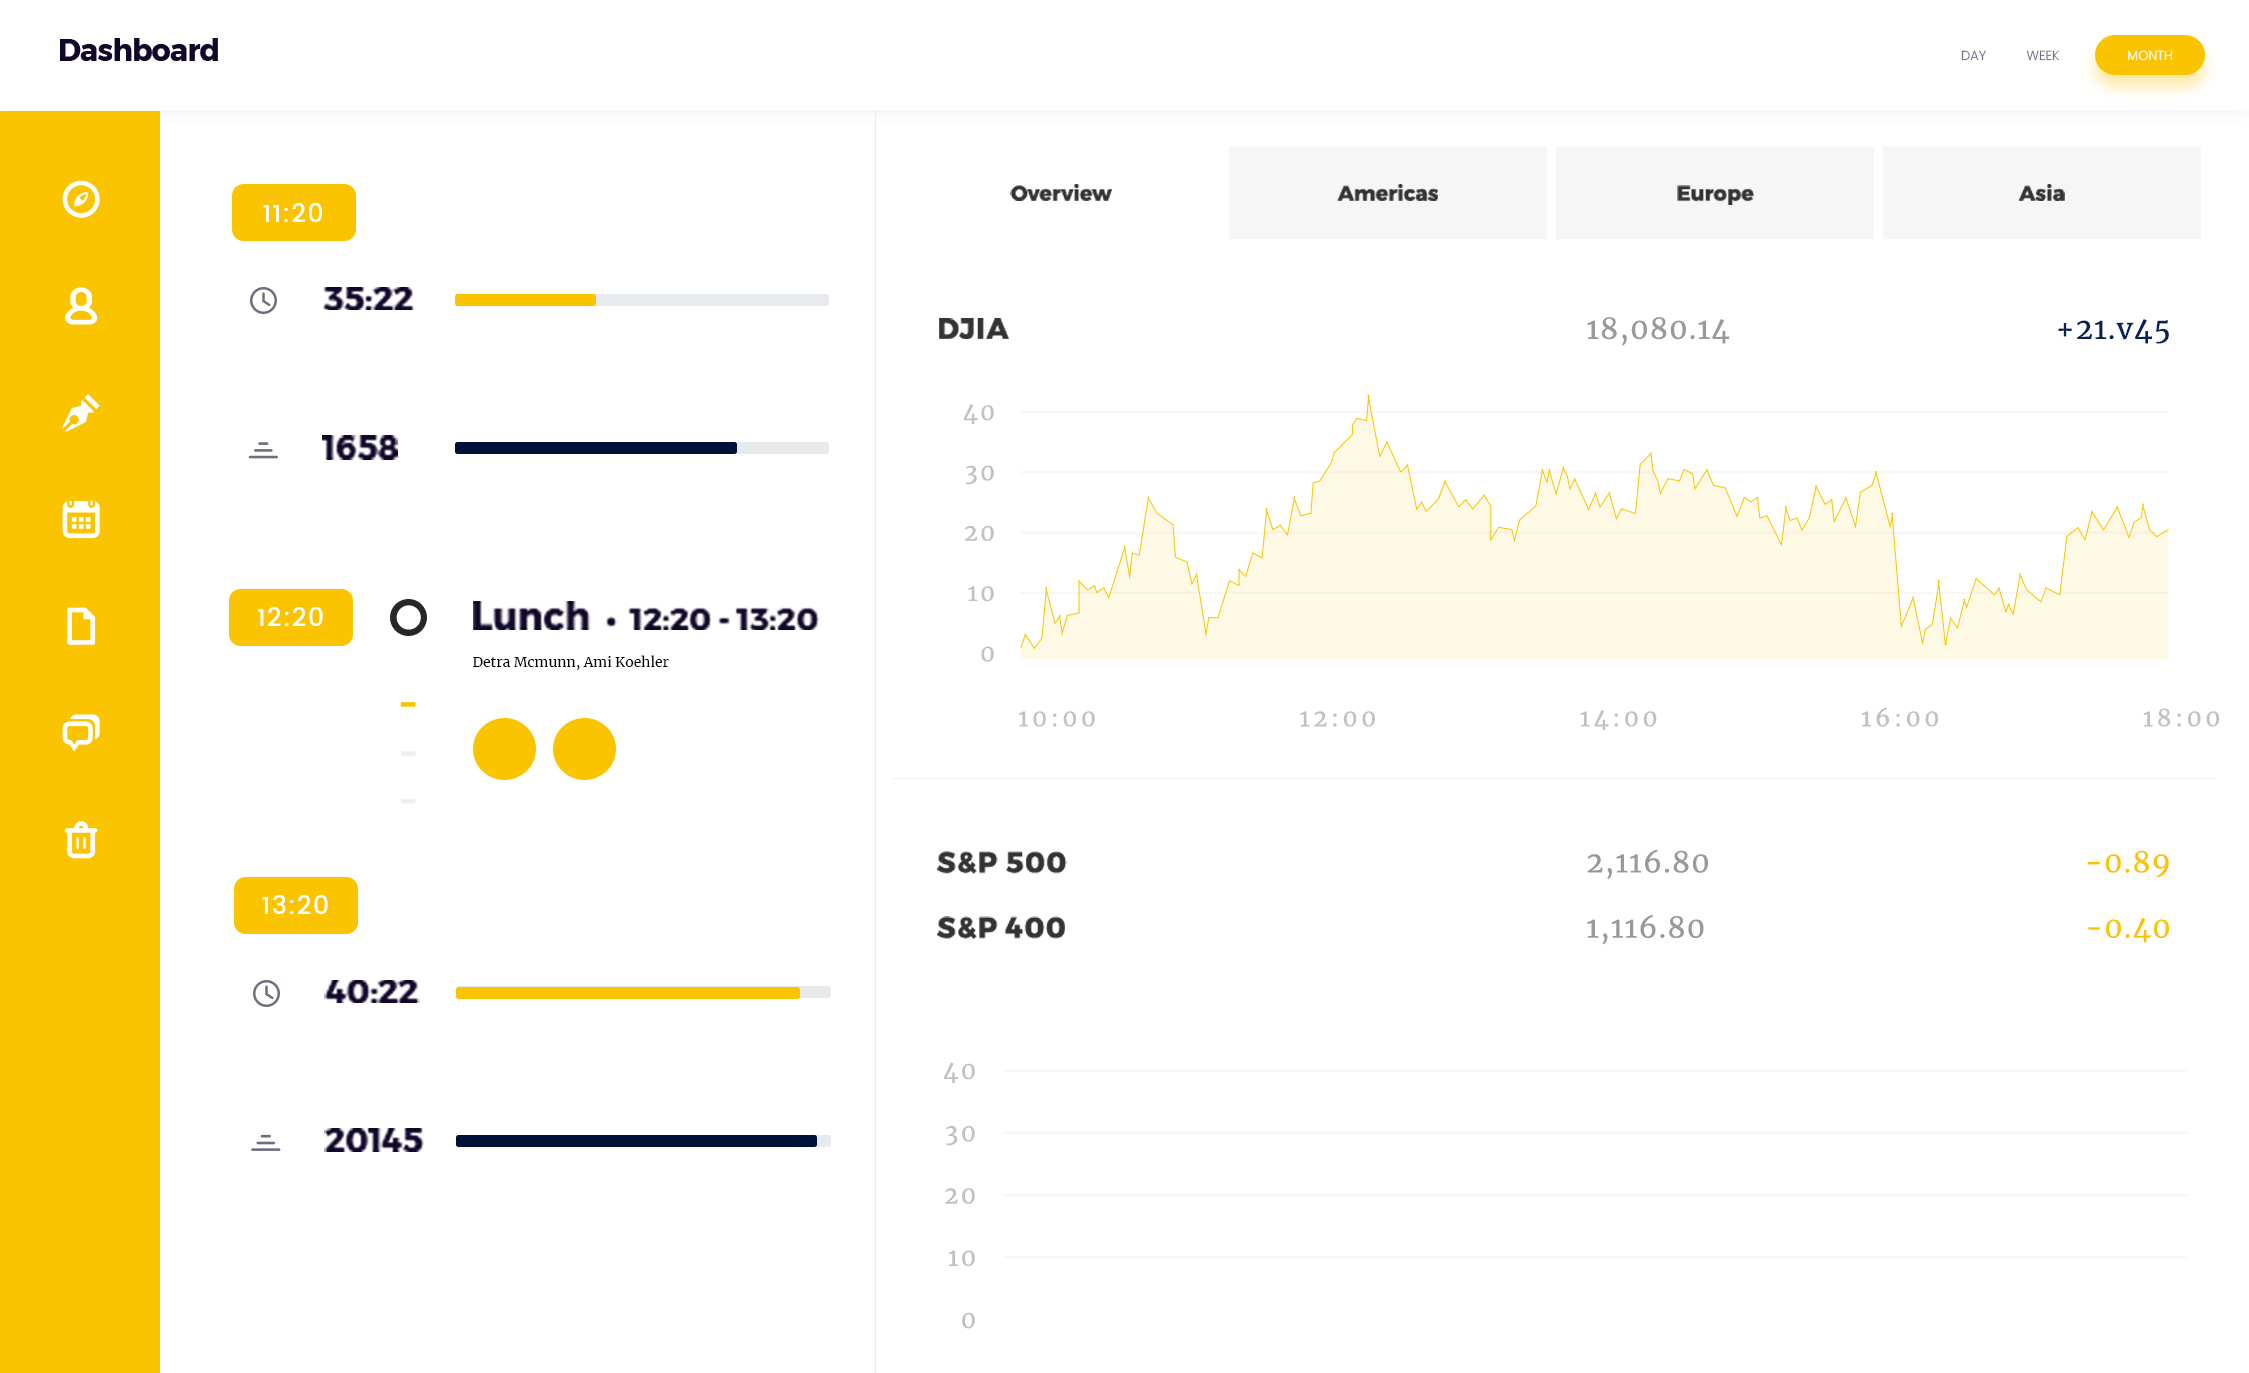 Dashboard
DAY WEEK MONTH
11:20
35:22
1658
12:20
Lunch • 12:20 - 13:20
Detra Mcmunn, Ami Koehler
13:20
40:22
20145
Overview Americas Europe Asia
DJIA 18,080.14 +21.v45
40
30
20
10
0
10:00 12:00 14:00 16:00 18:00
S&P 500 2,116.80 -0.89
S&P 400 1,116.80 -0.40
40
30
20
10
0